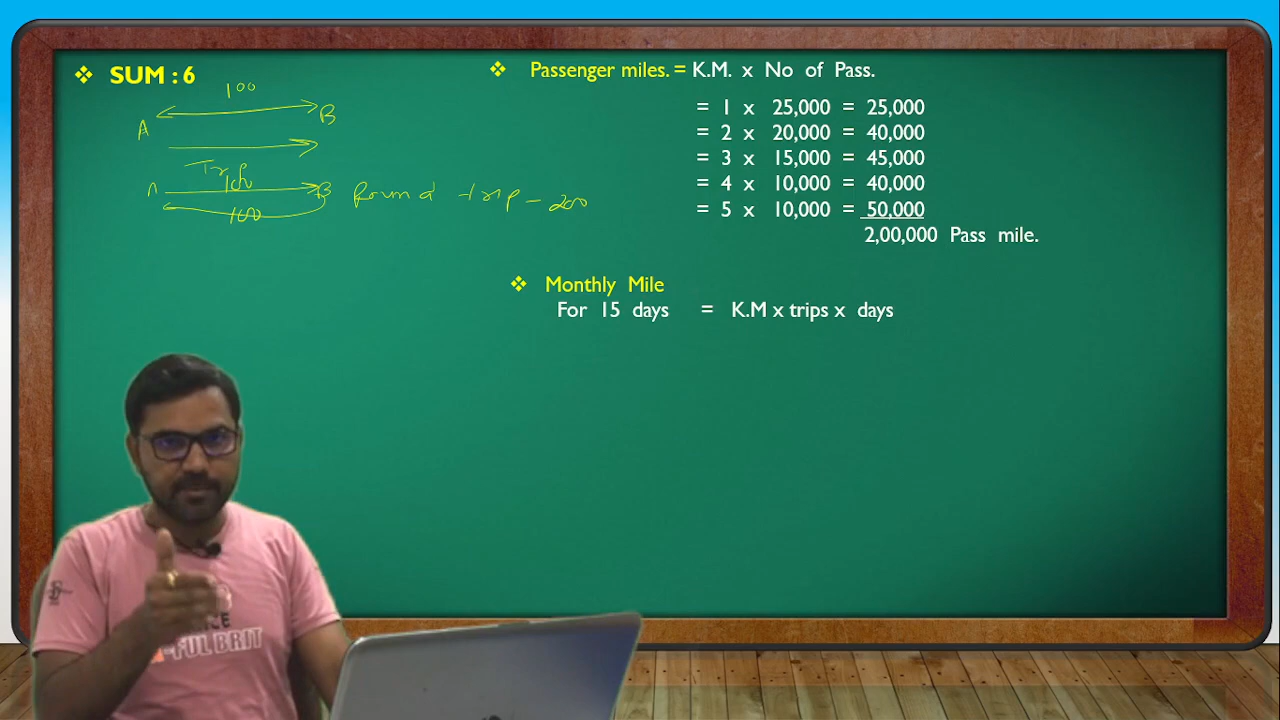 ❖ SUM : 6
100
A B
Trip
A 100 B Round trip - 200
100
❖ Passenger miles. = K.M. x No of Pass.
= 1 x 25,000 = 25,000
= 2 x 20,000 = 40,000
= 3 x 15,000 = 45,000
= 4 x 10,000 = 40,000
= 5 x 10,000 = 50,000
2,00,000 Pass mile.
❖ Monthly Mile
For 15 days = K.M x trips x days
FUL BRIT